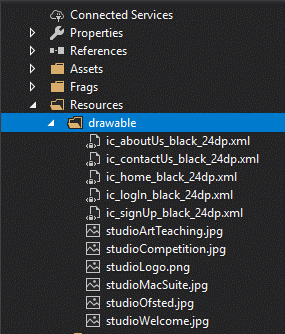 Connected Services
Properties
References
Assets
Frags
Resources
drawable
ic_aboutUs_black_24dp.xml
ic_contactUs_black_24dp.xml
ic_home_black_24dp.xml
ic_logIn_black_24dp.xml
ic_signUp_black_24dp.xml
studioArtTeaching.jpg
studioCompetition.jpg
studioLogo.png
studioMacSuite.jpg
studioOfsted.jpg
studioWelcome.jpg